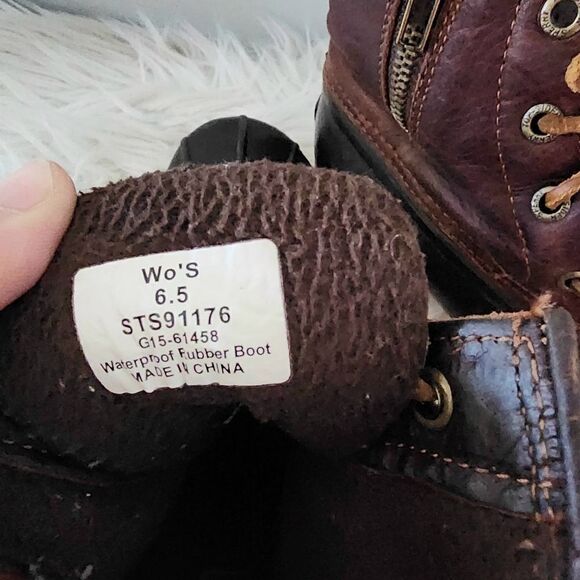 Wo'S
6.5
STS91176
G15-61458
Waterproof Rubber Boot
MADE IN CHINA